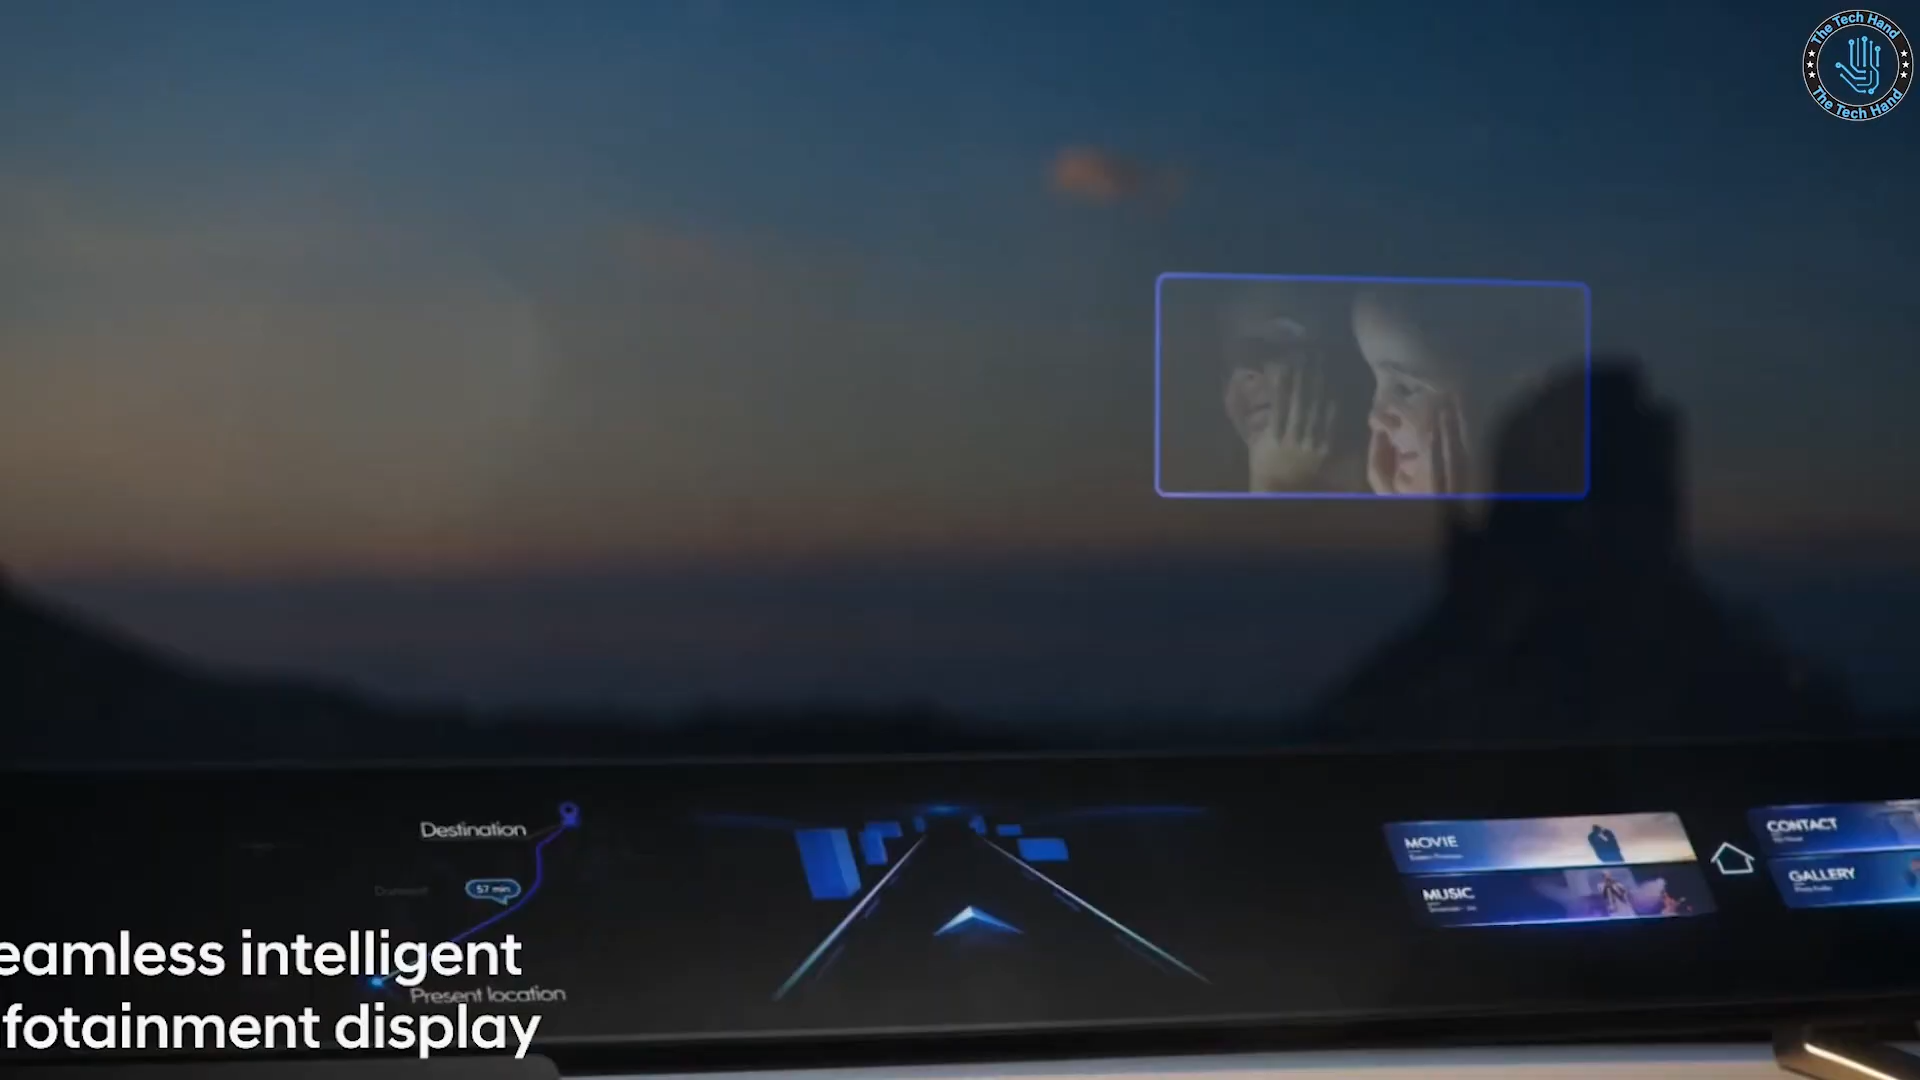 The Tech Hand
The Tech Hand
Destination
57 min
Present location
MOVIE
MUSIC
CONTACT
GALLERY
eamless intelligent
fotainment display